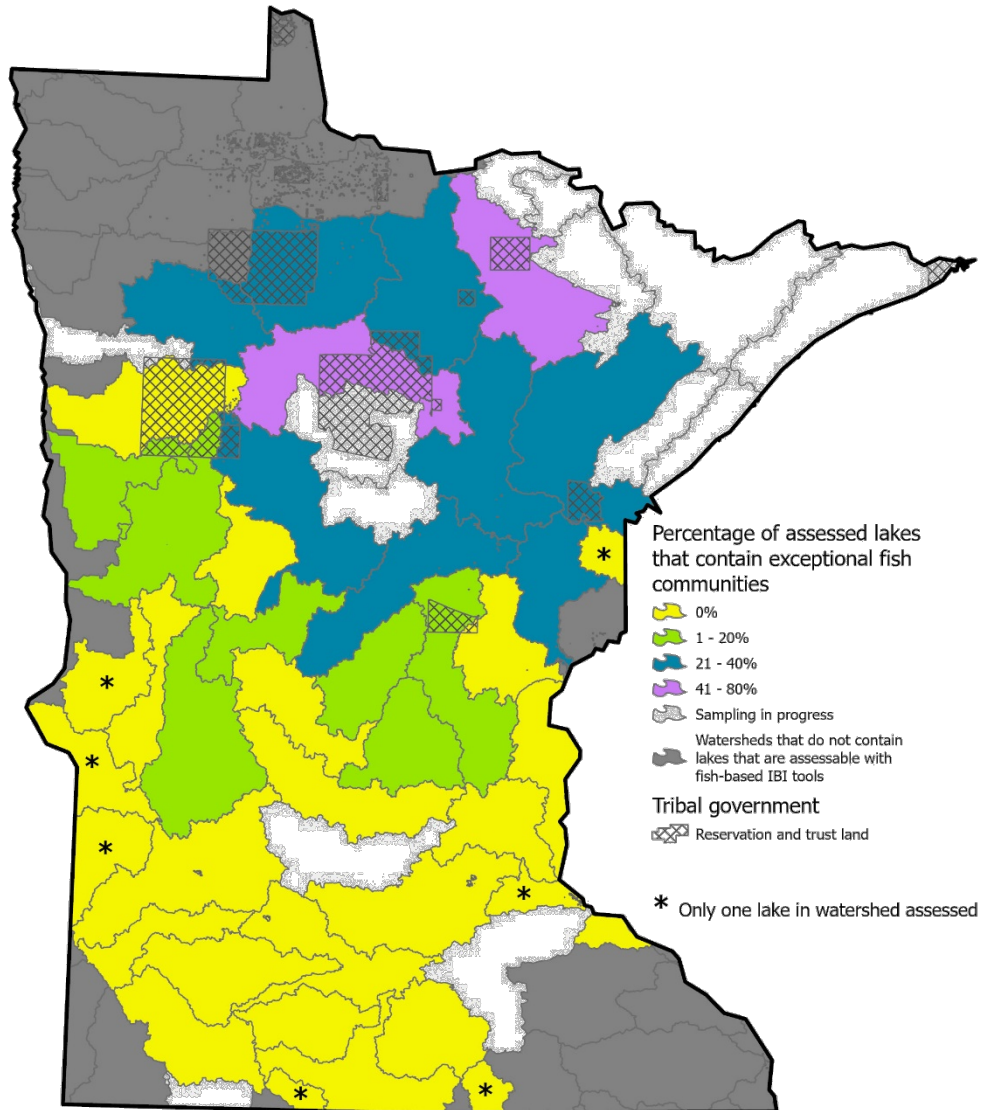 Percentage of assessed lakes
that contain exceptional fish
communities
0%
1 - 20%
21 - 40%
41 - 80%
Sampling in progress
Watersheds that do not contain
lakes that are assessable with
fish-based IBI tools
Tribal government
Reservation and trust land
* Only one lake in watershed assessed